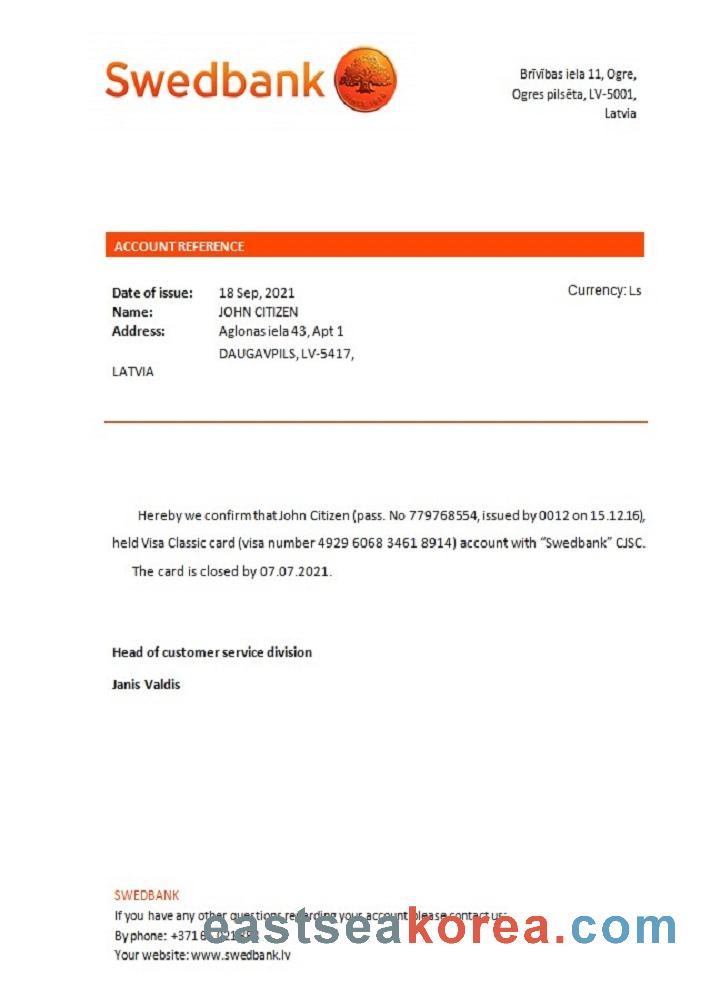 Swedbank
Brīvības iela 11, Ogre,
Ogres pilsēta, LV-5001,
Latvia
ACCOUNT REFERENCE
Date of issue: 18 Sep, 2021
Currency: Ls
Name: JOHN CITIZEN
Address: Aglonas iela 43, Apt 1
DAUGAVPILS, LV-5417,
LATVIA
Hereby we confirm that John Citizen (pass. No 779768554, issued by 0012 on 15.12.16),
held Visa Classic card (visa number 4929 6068 3461 8914) account with “Swedbank” CJSC.
The card is closed by 07.07.2021.
Head of customer service division
Janis Valdis
SWEDBANK
If you have any other questions regarding your account please contact us:
By phone: +371
eastseakorea.com
Your website: www.swedbank.lv